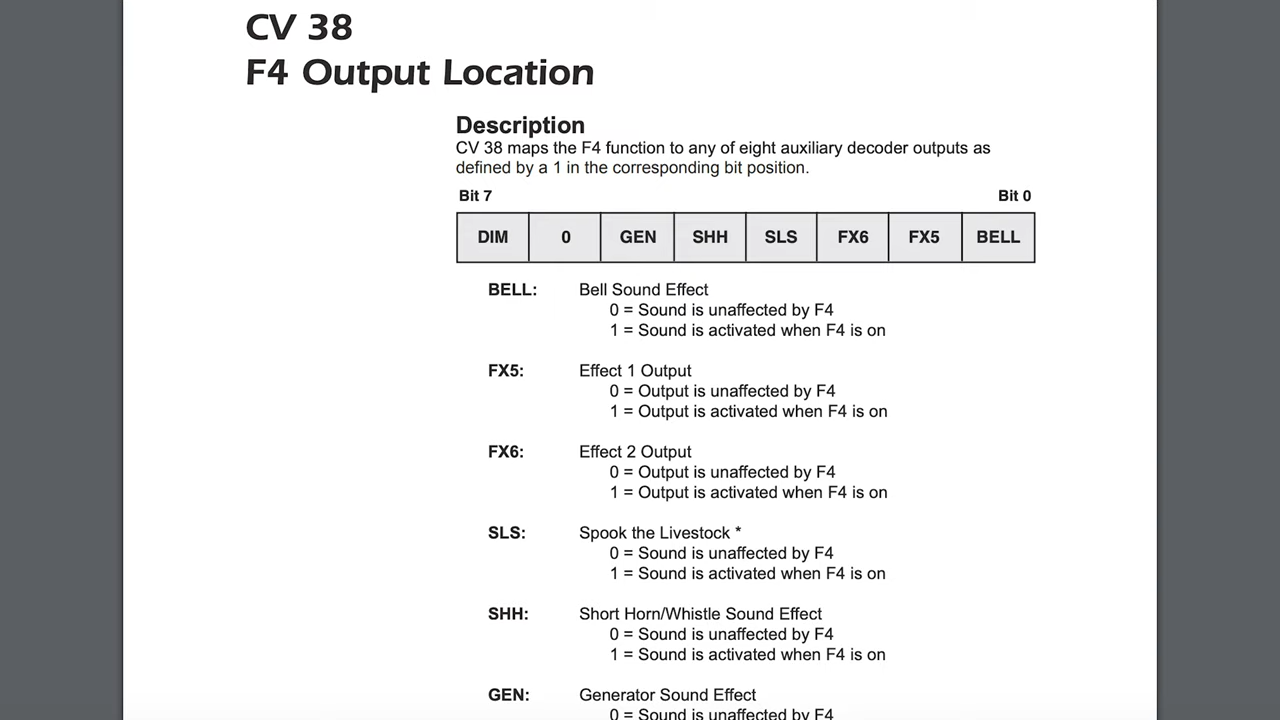 CV 38
F4 Output Location
Description
CV 38 maps the F4 function to any of eight auxiliary decoder outputs as
defined by a 1 in the corresponding bit position.
Bit 7 Bit 0
DIM 0 GEN SHH SLS FX6 FX5 BELL
BELL: Bell Sound Effect
0 = Sound is unaffected by F4
1 = Sound is activated when F4 is on
FX5: Effect 1 Output
0 = Output is unaffected by F4
1 = Output is activated when F4 is on
FX6: Effect 2 Output
0 = Output is unaffected by F4
1 = Output is activated when F4 is on
SLS: Spook the Livestock *
0 = Sound is unaffected by F4
1 = Sound is activated when F4 is on
SHH: Short Horn/Whistle Sound Effect
0 = Sound is unaffected by F4
1 = Sound is activated when F4 is on
GEN: Generator Sound Effect
0 = Sound is unaffected by F4